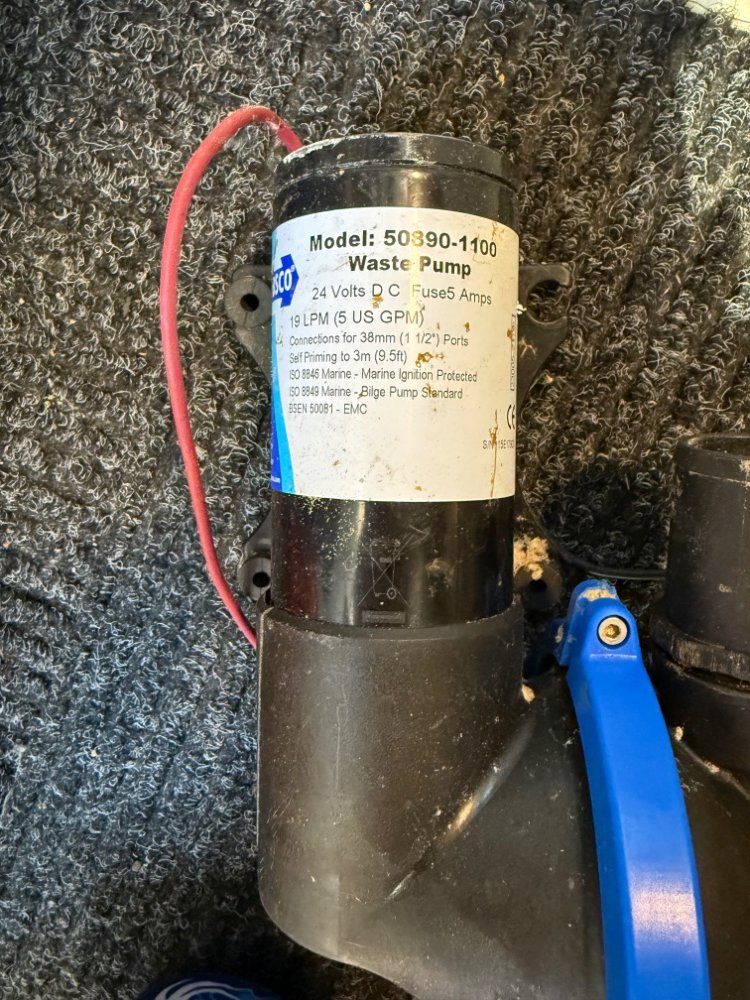 Model: 50890-1100
Waste Pump
24 Volts D C Fuse5 Amps
19 LPM (5 US GPM)
Connections for 38mm (1 1/2") Ports
Self Priming to 3m (9.5ft)
ISO 8846 Marine - Marine Ignition Protected
ISO 8849 Marine - Bilge Pump Standard
BSEN 50081 - EMC
SCO
CE
S/N